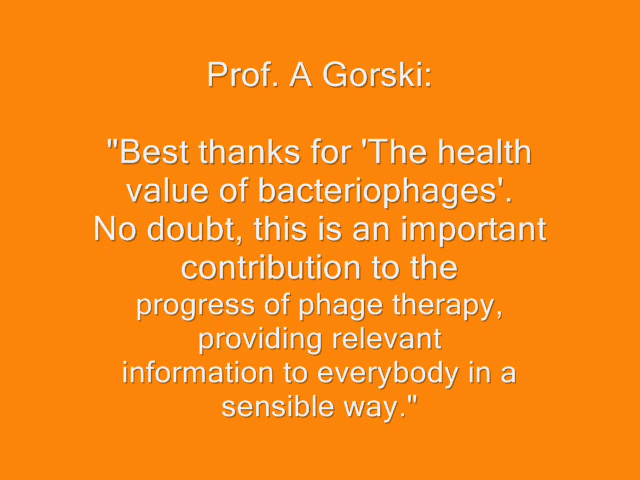 Prof. A Gorski:
"Best thanks for 'The health
value of bacteriophages'.
No doubt, this is an important
contribution to the
progress of phage therapy,
providing relevant
information to everybody in a
sensible way."